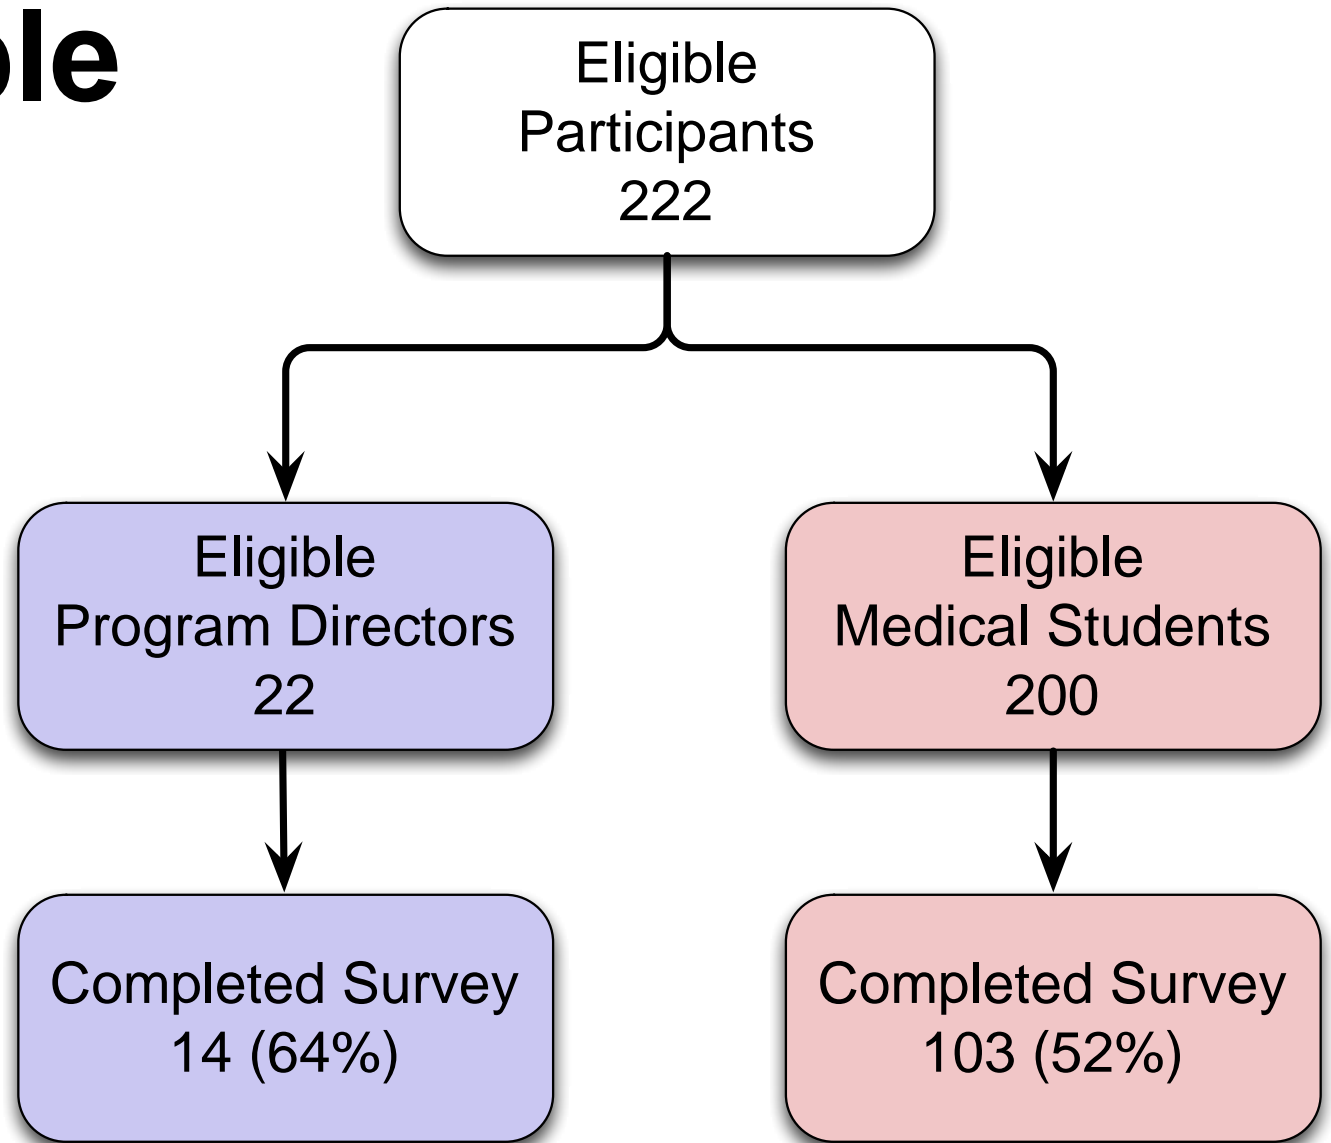 ble
Eligible
Participants
222
Eligible
Program Directors
22
Eligible
Medical Students
200
Completed Survey
14 (64%)
Completed Survey
103 (52%)